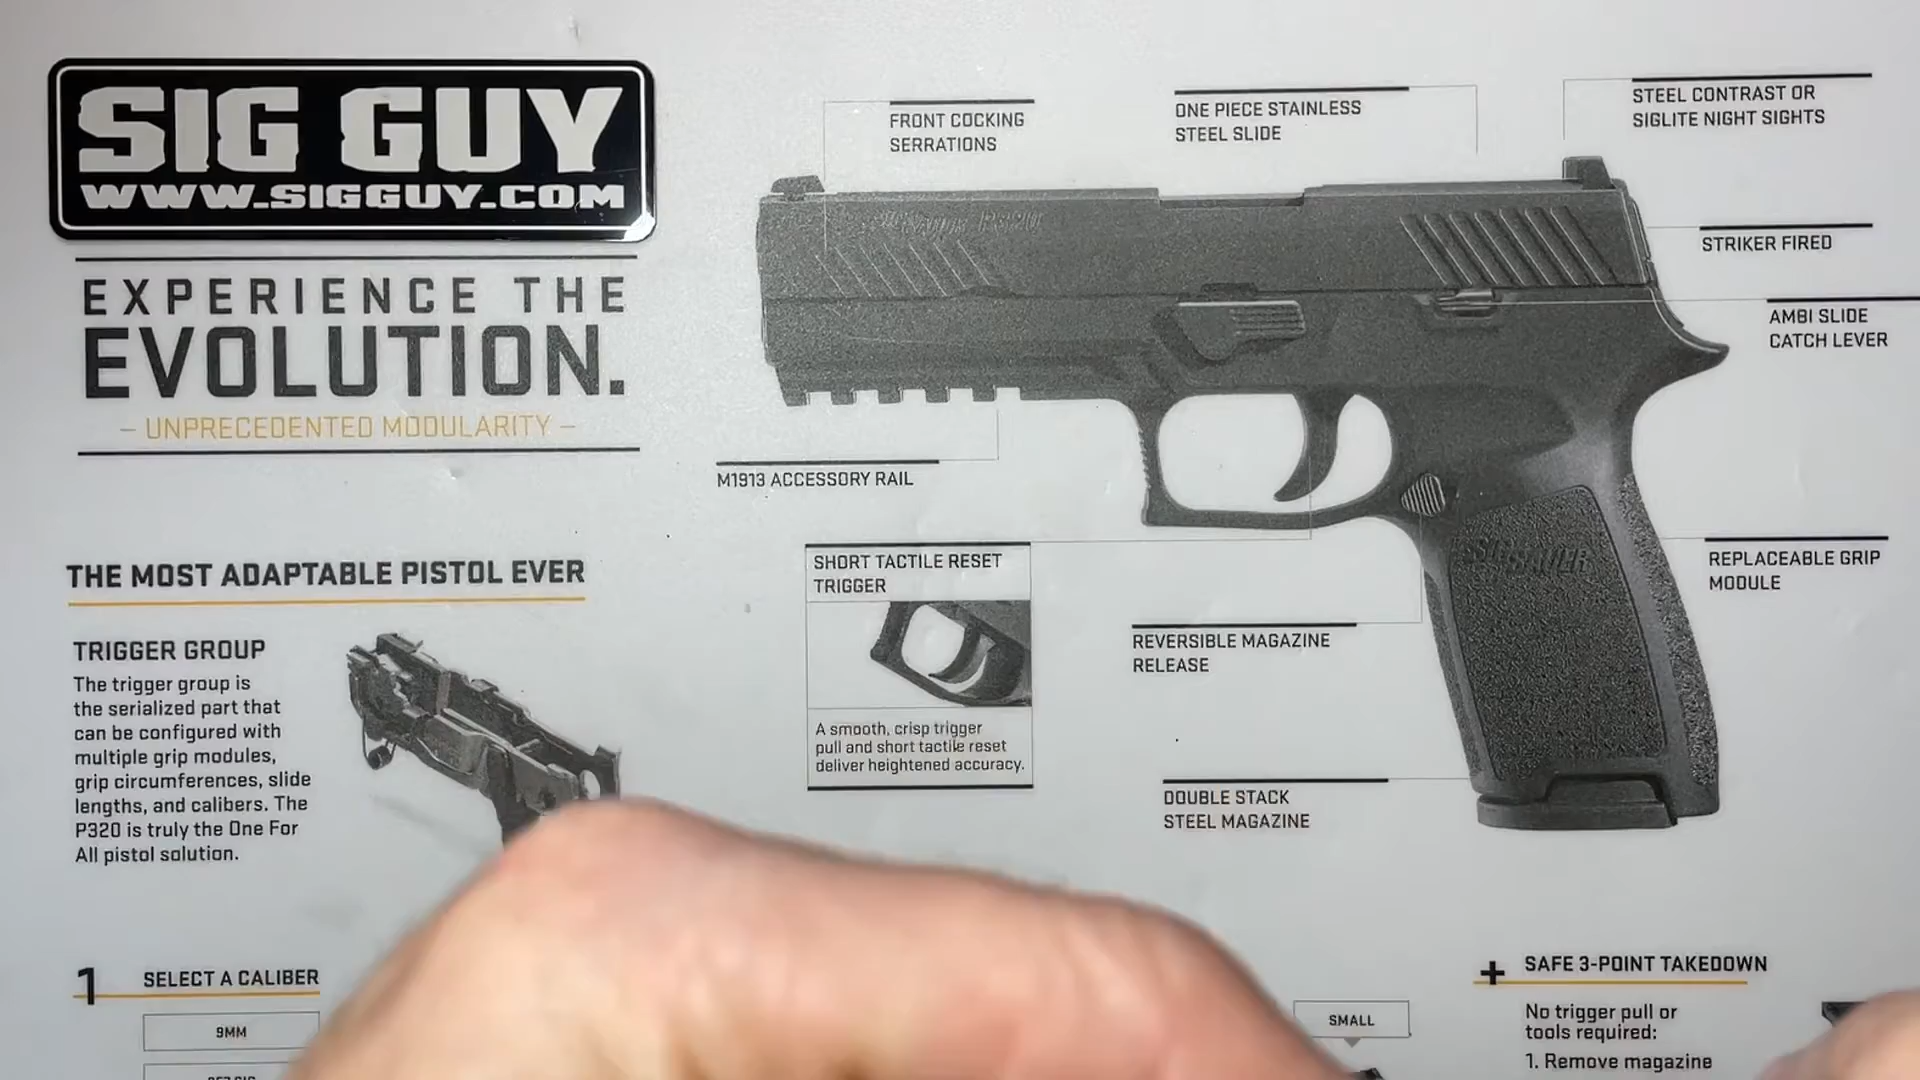 SIG GUY
WWW.SIGGUY.COM
EXPERIENCE THE
EVOLUTION.
– UNPRECEDENTED MODULARITY –
FRONT COCKING
SERRATIONS
ONE PIECE STAINLESS
STEEL SLIDE
STEEL CONTRAST OR
SIGLITE NIGHT SIGHTS
P320
STRIKER FIRED
AMBI SLIDE
CATCH LEVER
M1913 ACCESSORY RAIL
SHORT TACTILE RESET
TRIGGER
A smooth, crisp trigger
pull and short tactile reset
deliver heightened accuracy.
REVERSIBLE MAGAZINE
RELEASE
SIG SAUER
REPLACEABLE GRIP
MODULE
DOUBLE STACK
STEEL MAGAZINE
THE MOST ADAPTABLE PISTOL EVER
TRIGGER GROUP
The trigger group is
the serialized part that
can be configured with
multiple grip modules,
grip circumferences, slide
lengths, and calibers. The
P320 is truly the One For
All pistol solution.
1 SELECT A CALIBER
9MM
SMALL
+ SAFE 3-POINT TAKEDOWN
No trigger pull or
tools required:
1. Remove magazine